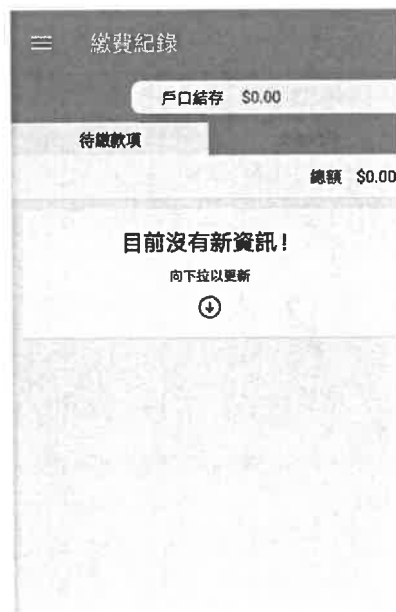 繳費紀錄
戶口結存 $0.00
待繳款項
總額 $0.00
目前沒有新資訊!
向下拉以更新